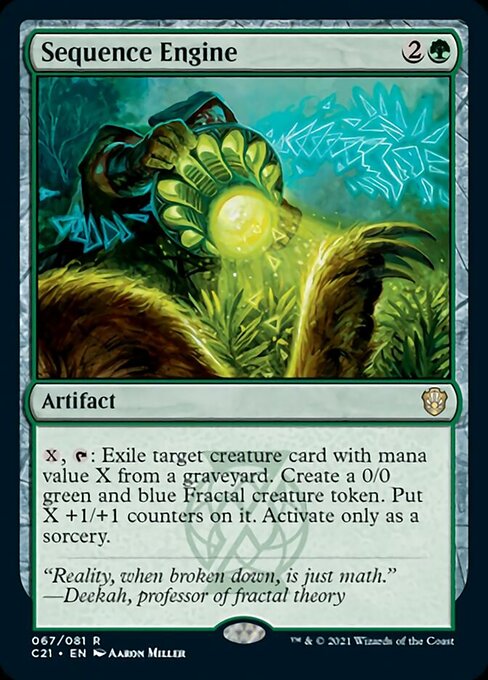 Sequence Engine 2
Artifact
X, T: Exile target creature card with mana
value X from a graveyard. Create a 0/0
green and blue Fractal creature token. Put
X +1/+1 counters on it. Activate only as a
sorcery.
“Reality, when broken down, is just math.”
—Deekah, professor of fractal theory
067/081 R
C21 • EN Aaron Miller
™ & © 2021 Wizards of the Coast